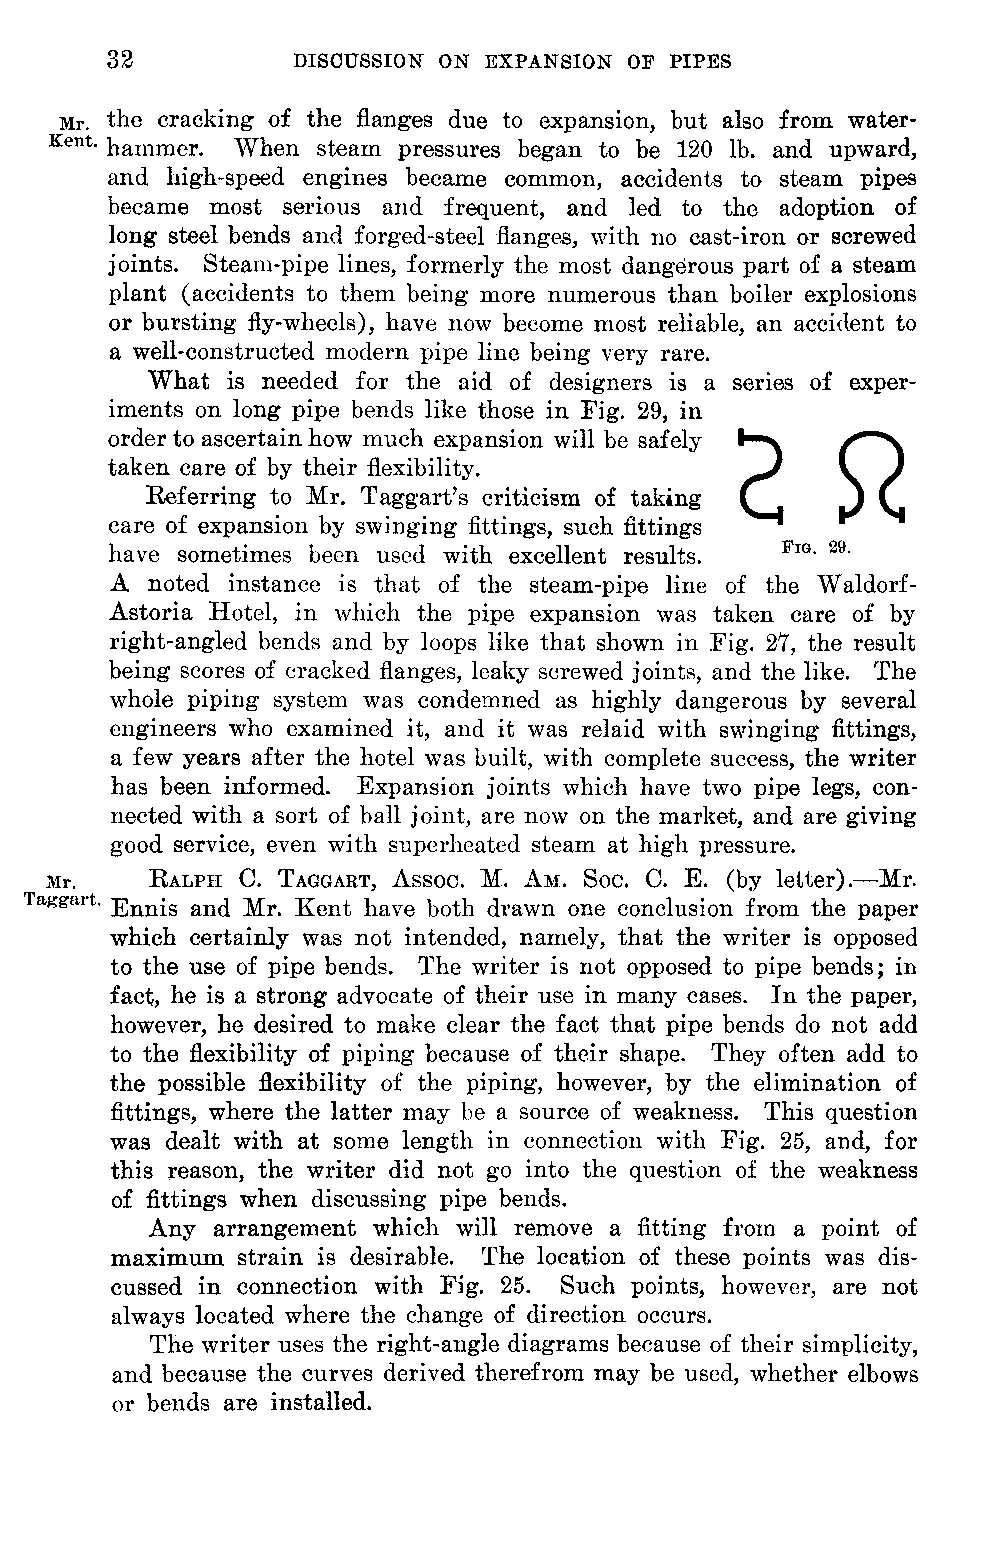 32 DISCUSSION ON EXPANSION OF PIPES
Mr. Kent.
the cracking of the flanges due to expansion, but also from water-
hammer. When steam pressures began to be 120 lb. and upward,
and high-speed engines became common, accidents to steam pipes
became most serious and frequent, and led to the adoption of
long steel bends and forged-steel flanges, with no cast-iron or screwed
joints. Steam-pipe lines, formerly the most dangerous part of a steam
plant (accidents to them being more numerous than boiler explosions
or bursting fly-wheels), have now become most reliable, an accident to
a well-constructed modern pipe line being very rare.
What is needed for the aid of designers is a series of exper-
iments on long pipe bends like those in Fig. 29, in
order to ascertain how much expansion will be safely
taken care of by their flexibility.
Referring to Mr. Taggart's criticism of taking
care of expansion by swinging fittings, such fittings
have sometimes been used with excellent results.
FIG. 29.
A noted instance is that of the steam-pipe line of the Waldorf-
Astoria Hotel, in which the pipe expansion was taken care of by
right-angled bends and by loops like that shown in Fig. 27, the result
being scores of cracked flanges, leaky screwed joints, and the like. The
whole piping system was condemned as highly dangerous by several
engineers who examined it, and it was relaid with swinging fittings,
a few years after the hotel was built, with complete success, the writer
has been informed. Expansion joints which have two pipe legs, con-
nected with a sort of ball joint, are now on the market, and are giving
good service, even with superheated steam at high pressure.
Mr. Taggart.
RALPH C. TAGGART, ASSOC. M. AM. SOC. C. E. (by letter).—Mr.
Ennis and Mr. Kent have both drawn one conclusion from the paper
which certainly was not intended, namely, that the writer is opposed
to the use of pipe bends. The writer is not opposed to pipe bends; in
fact, he is a strong advocate of their use in many cases. In the paper,
however, he desired to make clear the fact that pipe bends do not add
to the flexibility of piping because of their shape. They often add to
the possible flexibility of the piping, however, by the elimination of
fittings, where the latter may be a source of weakness. This question
was dealt with at some length in connection with Fig. 25, and, for
this reason, the writer did not go into the question of the weakness
of fittings when discussing pipe bends.
Any arrangement which will remove a fitting from a point of
maximum strain is desirable. The location of these points was dis-
cussed in connection with Fig. 25. Such points, however, are not
always located where the change of direction occurs.
The writer uses the right-angle diagrams because of their simplicity,
and because the curves derived therefrom may be used, whether elbows
or bends are installed.